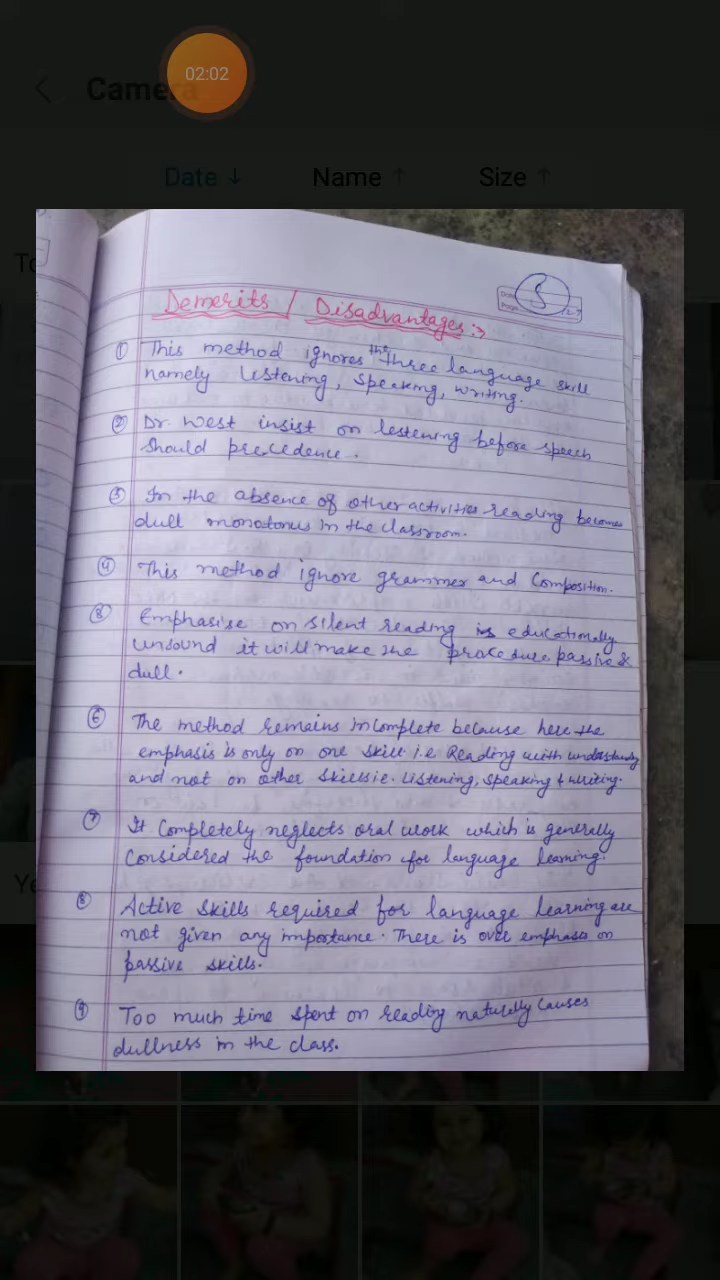 02:02
Camera
Date ↓ Name ↑ Size ↑
To
Demerits / Disadvantages :->
① This method ignores the three language skill
namely Listening, Speaking, writing.
② Dr. West insist on lestening before speech
should precedence.
③ In the absence of other activities reading becomes
dull monotonus in the classroom.
④ This method ignore grammer and Composition.
Emphasise on silent reading is educationally
unsound it will make the procedure passive &
dull.
⑥ The method remains incomplete because here the
emphasis is only on one skill i.e Reading with understandy
and not on other skills i.e. Listening, Speaking & writing.
⑦ It Completely neglects oral work which is generally
Considered the foundation for language learning.
⑧ Active skills required for language learning are
not given any importance. There is over emphasis on
passive skills.
⑨ Too much time spent on reading naturally causes
dullness in the class.
Ye